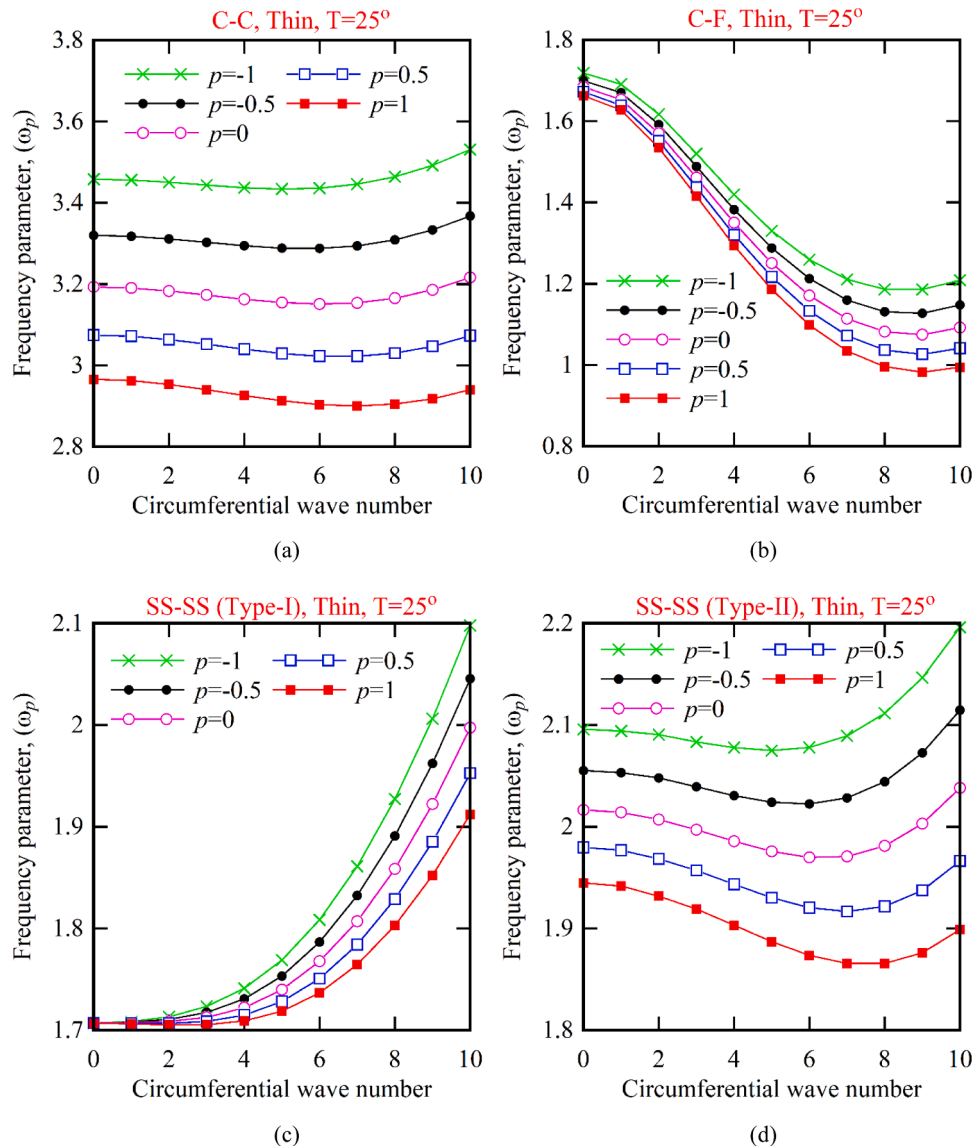 C-C, Thin, T=25°
3.8
3.6
3.4
3.2
3
2.8
Frequency parameter, (ωp)
p=-1
p=-0.5
p=0
p=0.5
p=1
0 2 4 6 8 10
Circumferential wave number
(a)
C-F, Thin, T=25°
1.8
1.6
1.4
1.2
1
0.8
Frequency parameter, (ωp)
p=-1
p=-0.5
p=0
p=0.5
p=1
0 2 4 6 8 10
Circumferential wave number
(b)
SS-SS (Type-I), Thin, T=25°
2.1
2
1.9
1.8
1.7
Frequency parameter, (ωp)
p=-1
p=-0.5
p=0
p=0.5
p=1
0 2 4 6 8 10
Circumferential wave number
(c)
SS-SS (Type-II), Thin, T=25°
2.2
2.1
2
1.9
1.8
Frequency parameter, (ωp)
p=-1
p=-0.5
p=0
p=0.5
p=1
0 2 4 6 8 10
Circumferential wave number
(d)